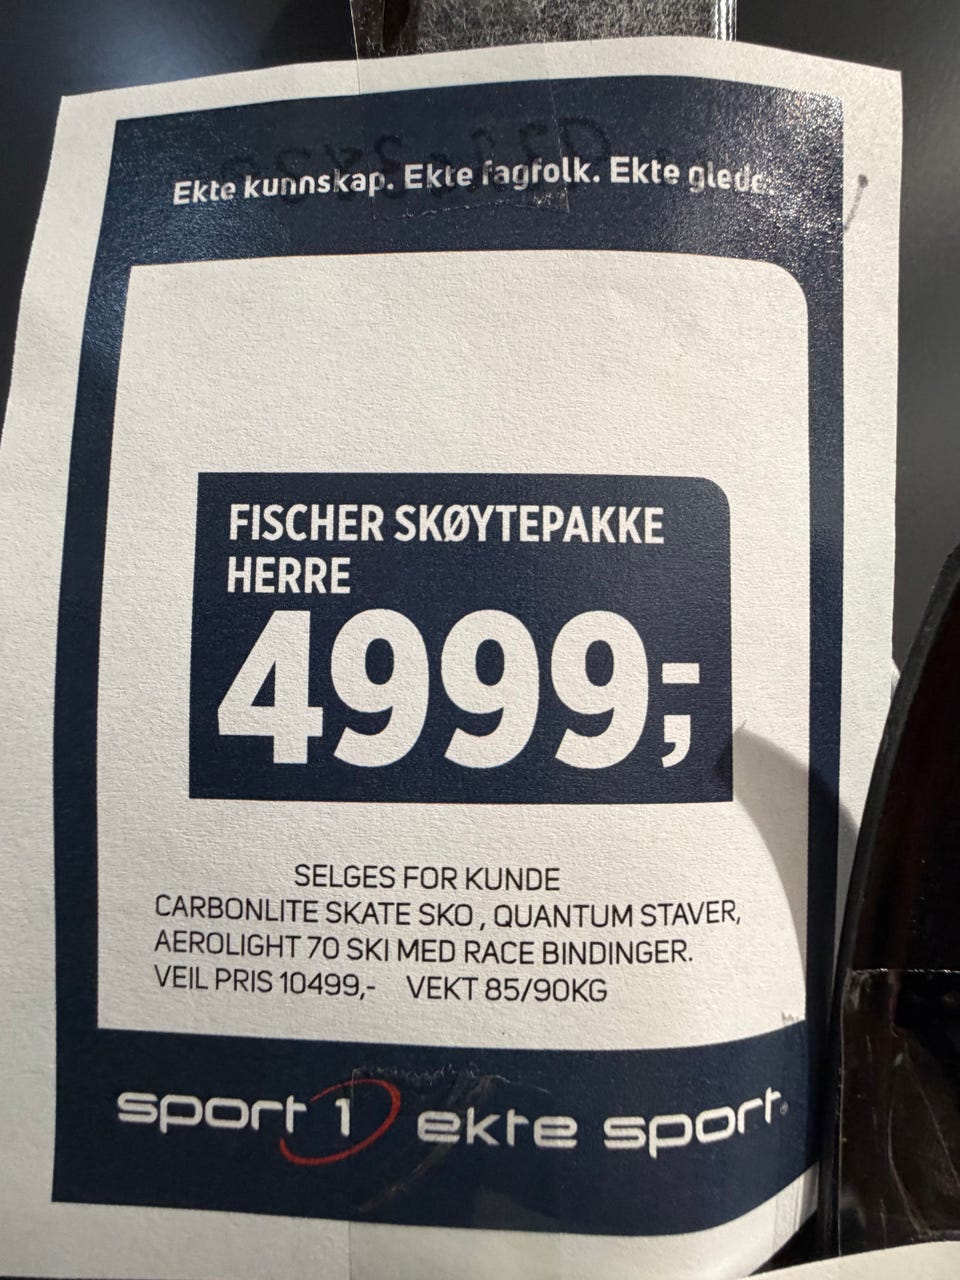 Ekte kunnskap. Ekte fagfolk. Ekte glede.
FISCHER SKØYTEPAKKE
HERRE
4999,-
SELGES FOR KUNDE
CARBONLITE SKATE SKO , QUANTUM STAVER,
AEROLIGHT 70 SKI MED RACE BINDINGER.
VEIL PRIS 10499,- VEKT 85/90KG
sport 1 ekte sport®